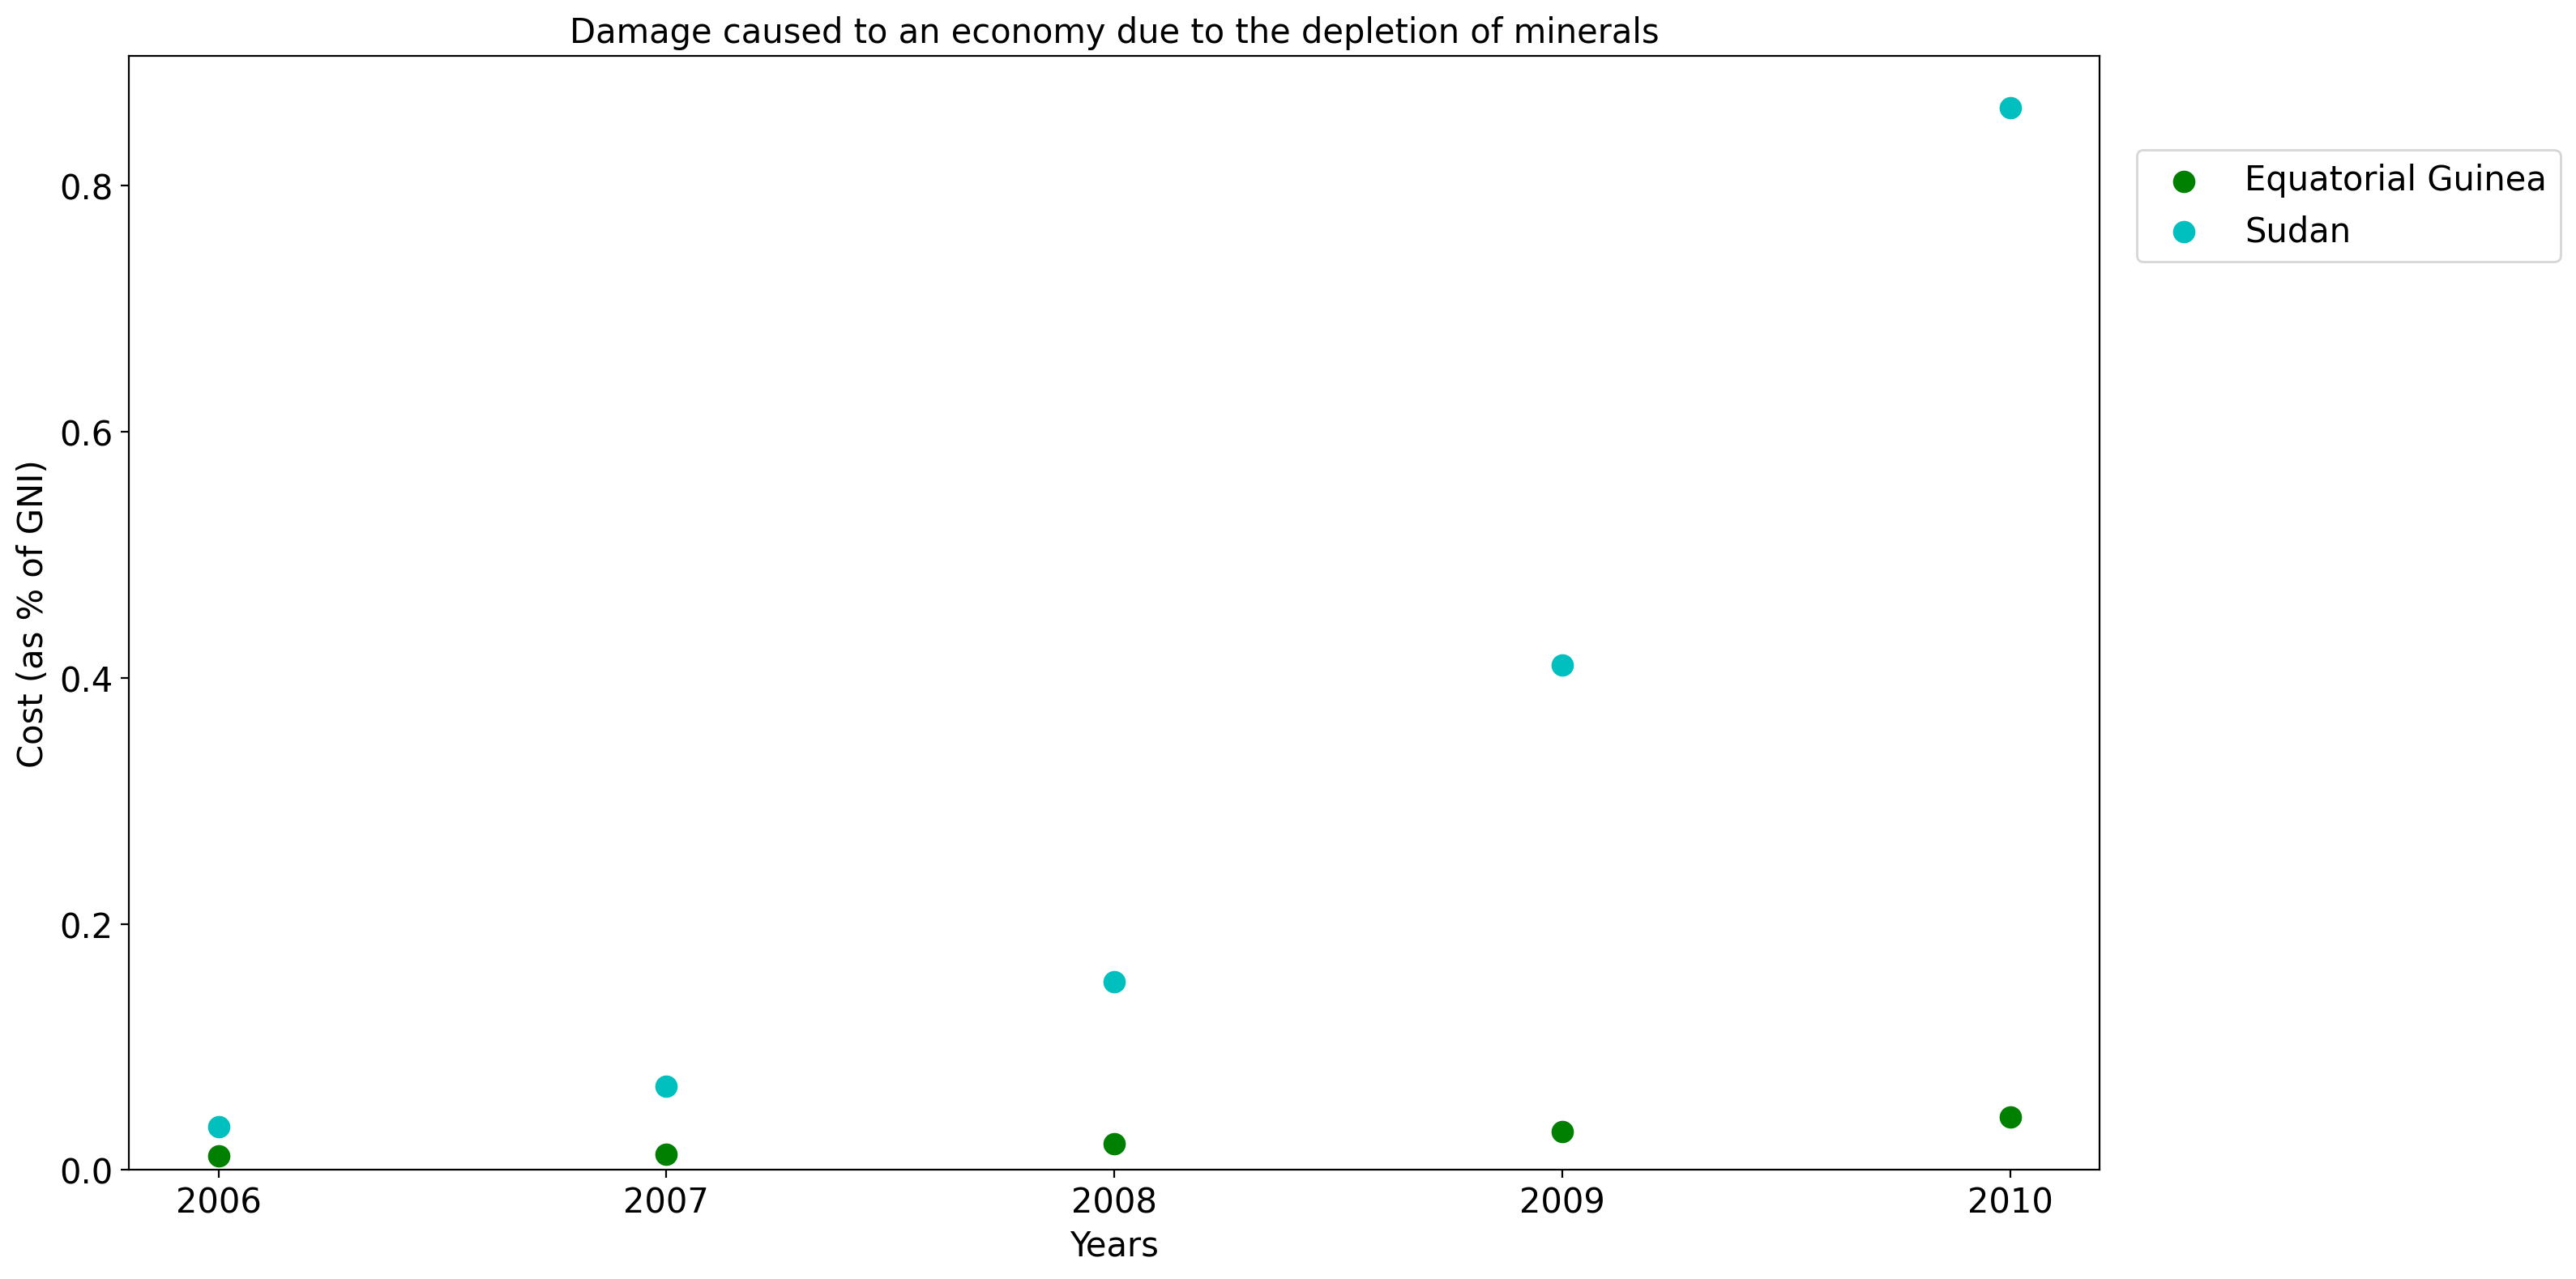 Damage caused to an economy due to the depletion of minerals
Cost (as % of GNI)
0.8
0.6
0.4
0.2
0.0
2006 2007 2008 2009 2010
Years
Equatorial Guinea
Sudan